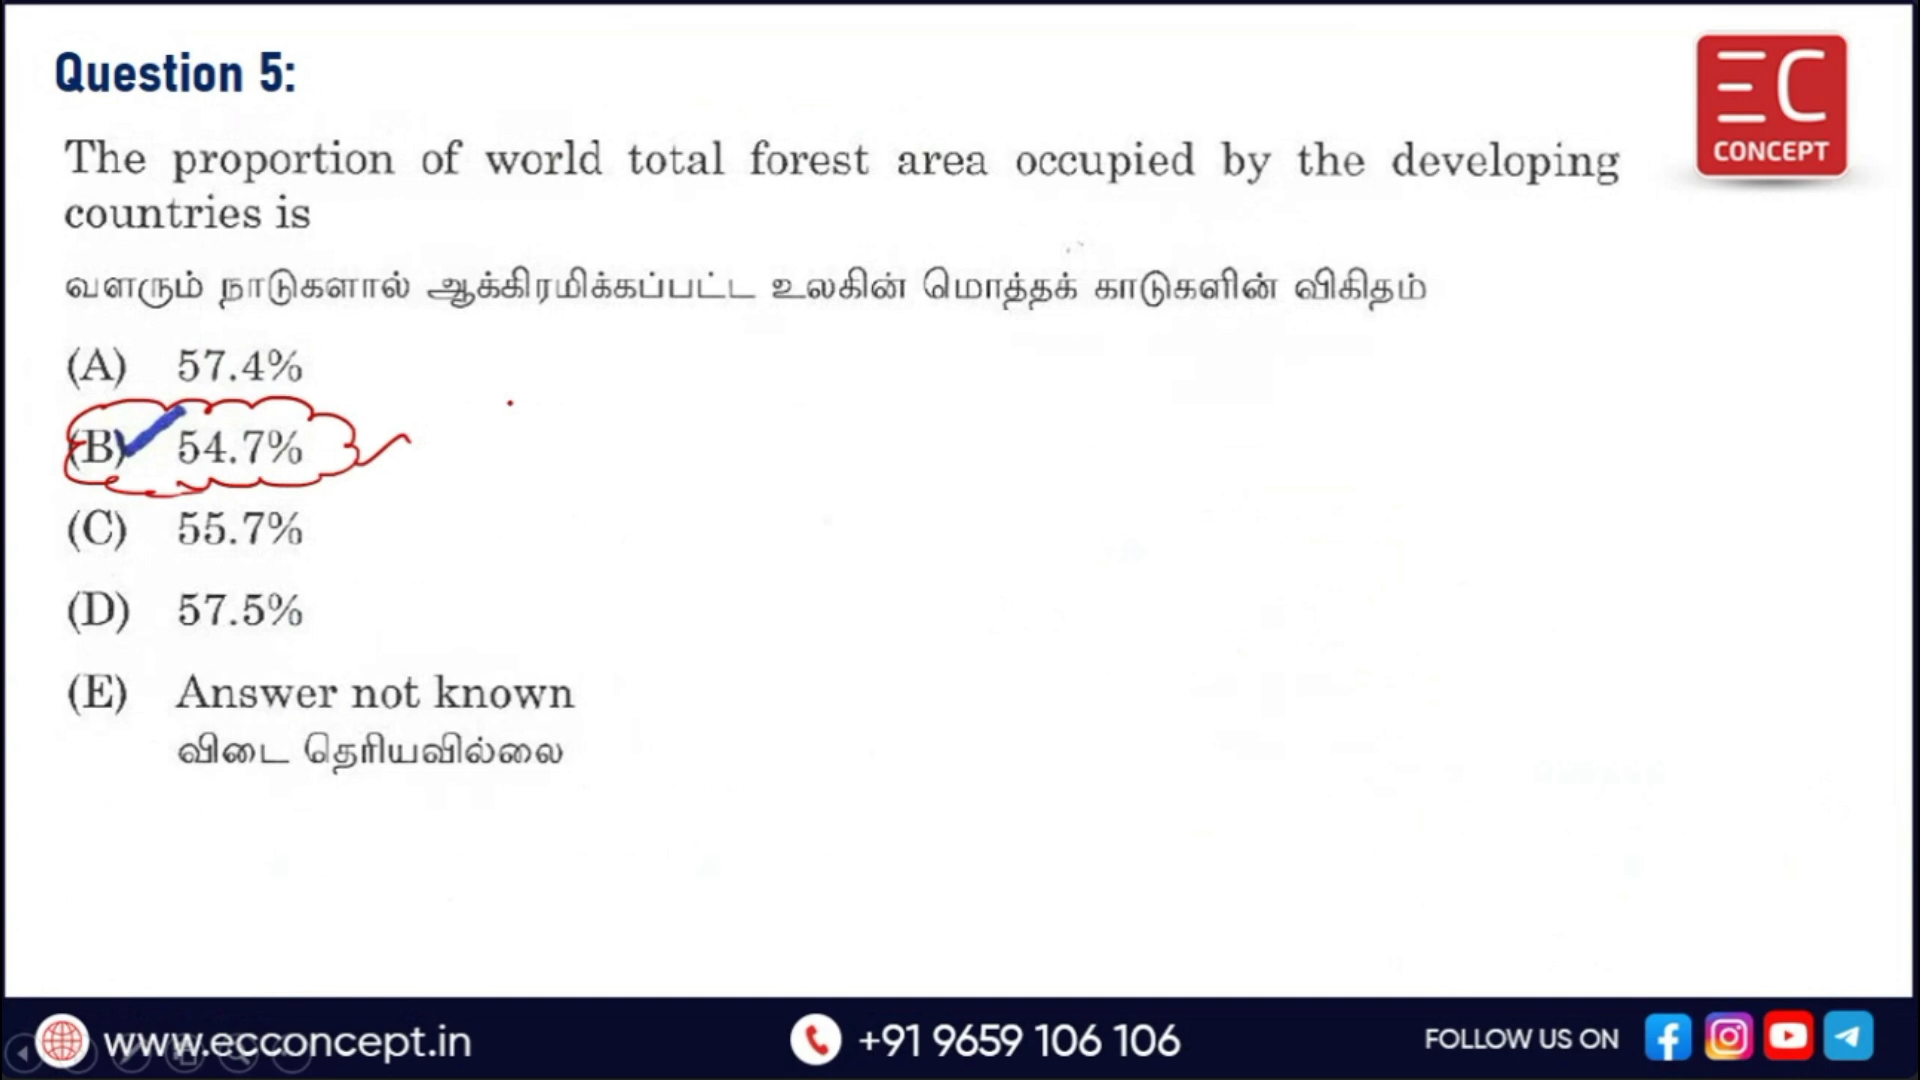 Question 5:
EC
CONCEPT
The proportion of world total forest area occupied by the developing
countries is
வளரும் நாடுகளால் ஆக்கிரமிக்கப்பட்ட உலகின் மொத்தக் காடுகளின் விகிதம்
(A) 57.4%
(B) 54.7%
(C) 55.7%
(D) 57.5%
(E) Answer not known
விடை தெரியவில்லை
www.ecconcept.in
+91 9659 106 106
FOLLOW US ON